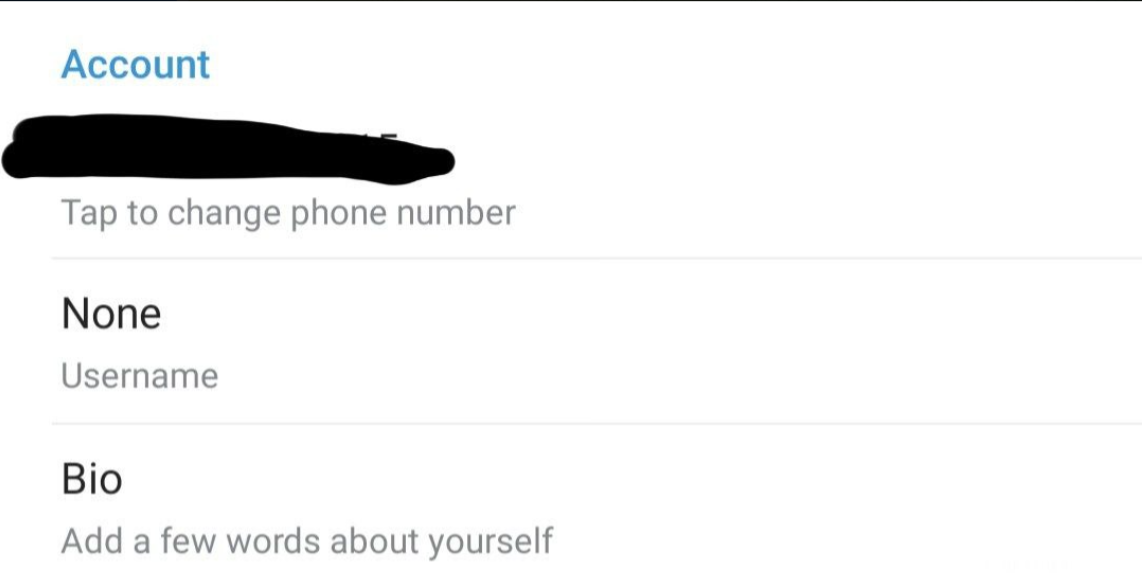 Account
Tap to change phone number
None
Username
Bio
Add a few words about yourself